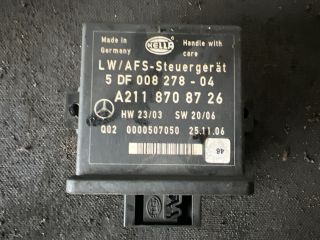 Made in Germany
HELLA
Handle with care
LW/AFS-Steuergerät
5 DF 008 278 - 04
A211 870 87 26
HW 23/03 SW 20/06
Q02 0000507050 25.11.06
46